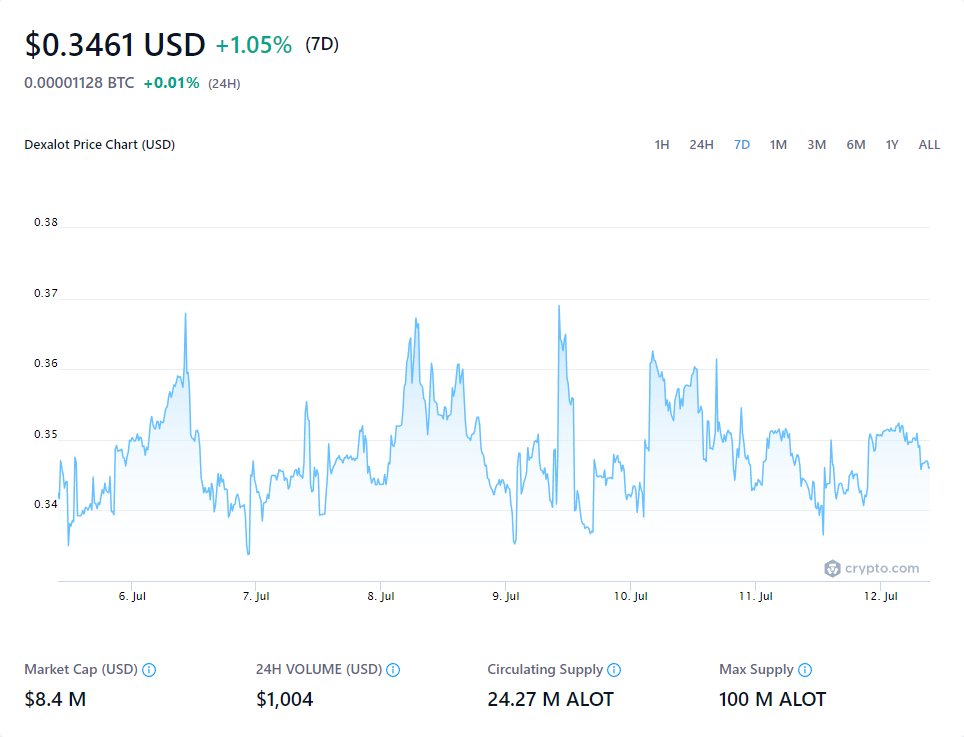 $0.3461 USD +1.05% (7D)
0.00001128 BTC +0.01% (24H)
Dexalot Price Chart (USD) 1H 24H 7D 1M 3M 6M 1Y ALL
0.38
0.37
0.36
0.35
0.34
crypto.com
6. Jul 7. Jul 8. Jul 9. Jul 10. Jul 11. Jul 12. Jul
Market Cap (USD) 24H VOLUME (USD) Circulating Supply Max Supply
$8.4 M $1,004 24.27 M ALOT 100 M ALOT